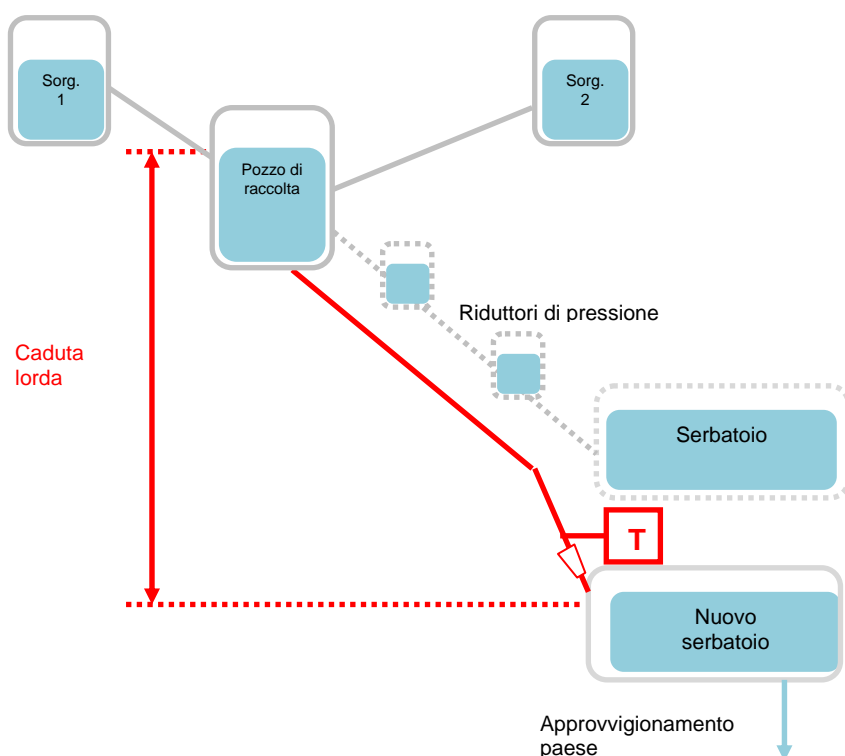 Sorg.
1
Sorg.
2
Pozzo di
raccolta
Riduttori di pressione
Caduta
lorda
Serbatoio
T
Nuovo
serbatoio
Approvvigionamento
paese